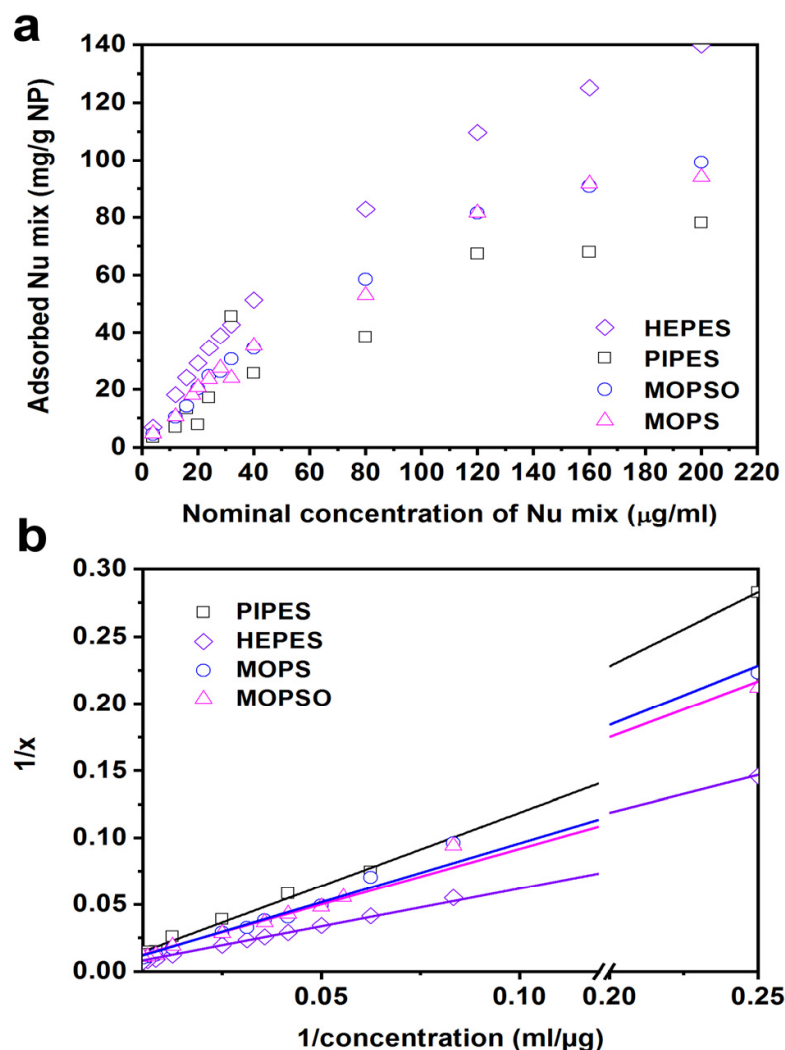 a
Adsorbed Nu mix (mg/g NP)
140
120
100
80
60
40
20
0
HEPES
PIPES
MOPSO
MOPS
0 20 40 60 80 100 120 140 160 180 200 220
Nominal concentration of Nu mix (μg/ml)
b
1/x
0.30
0.25
0.20
0.15
0.10
0.05
0.00
PIPES
HEPES
MOPS
MOPSO
0.05 0.10 0.20 0.25
1/concentration (ml/μg)